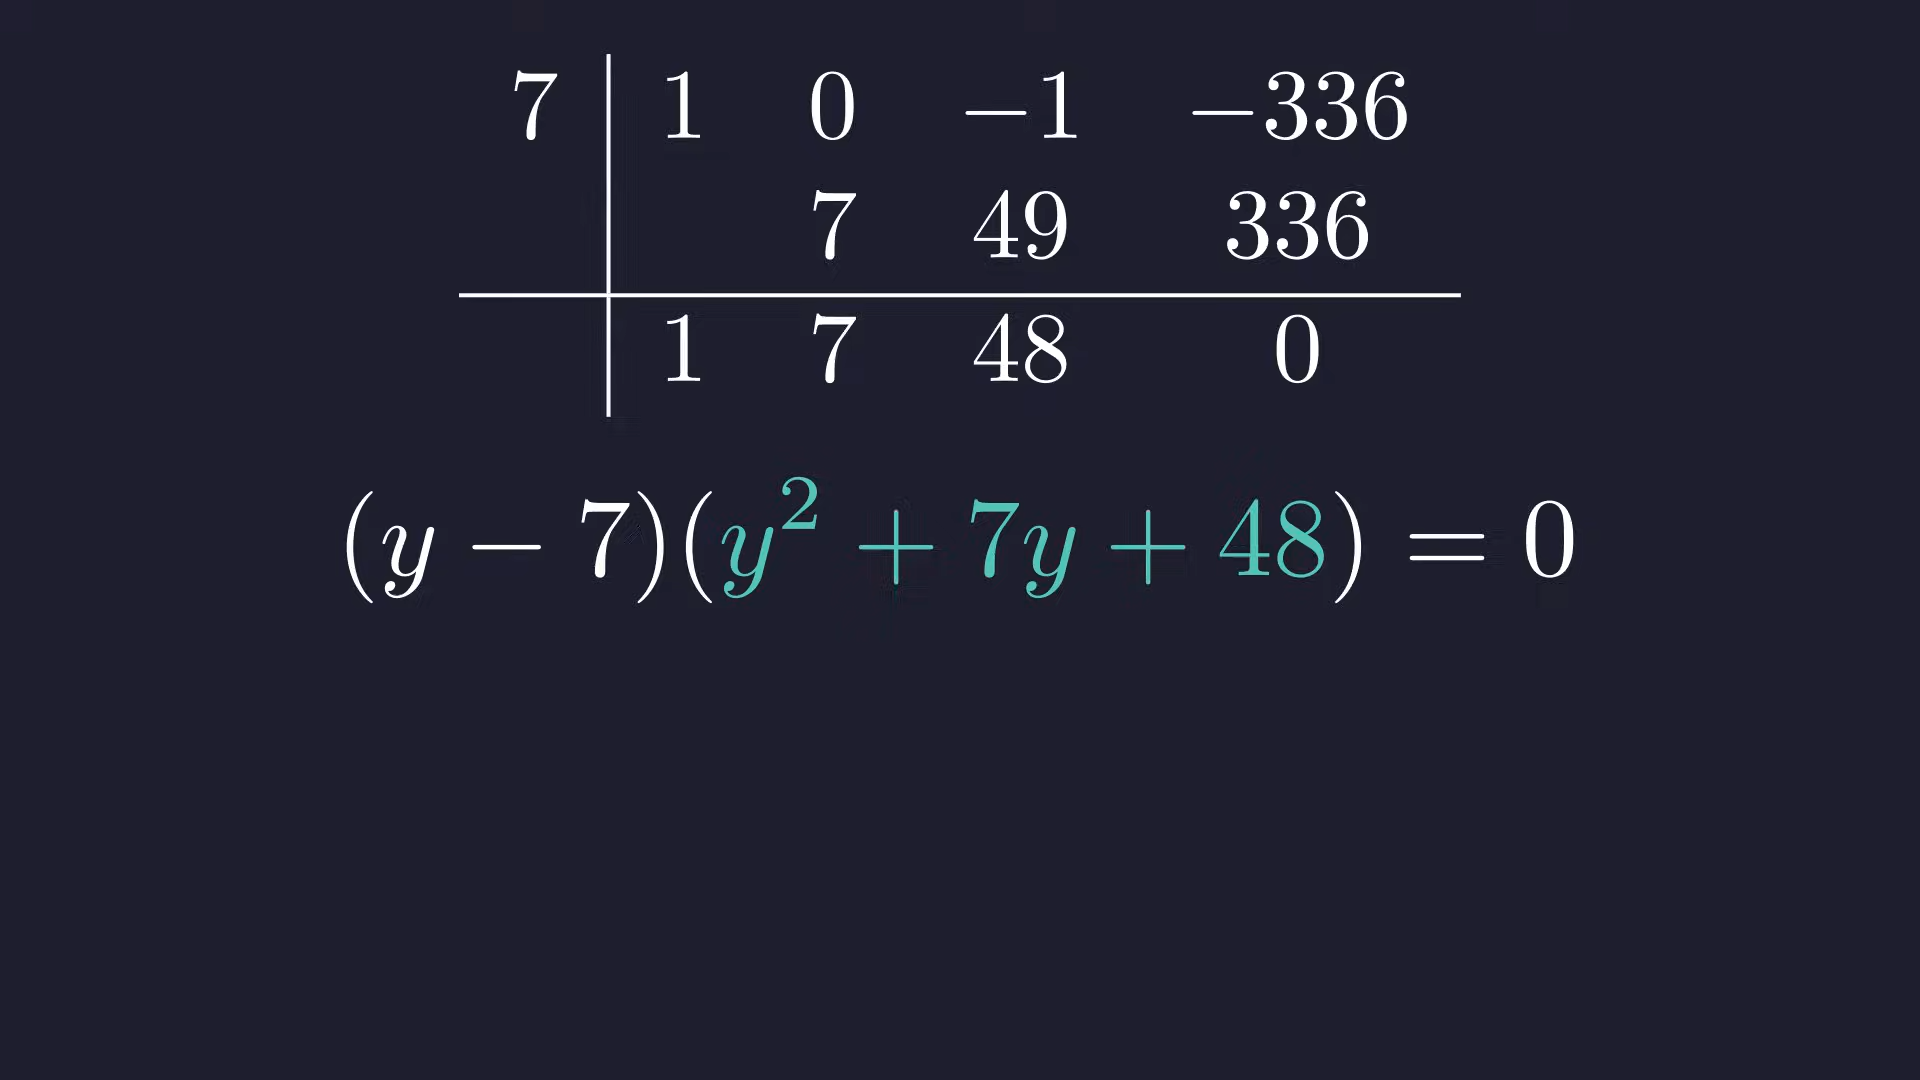 7 1 0 −1 −336
7 49 336
1 7 48 0
(y − 7)(y² + 7y + 48) = 0